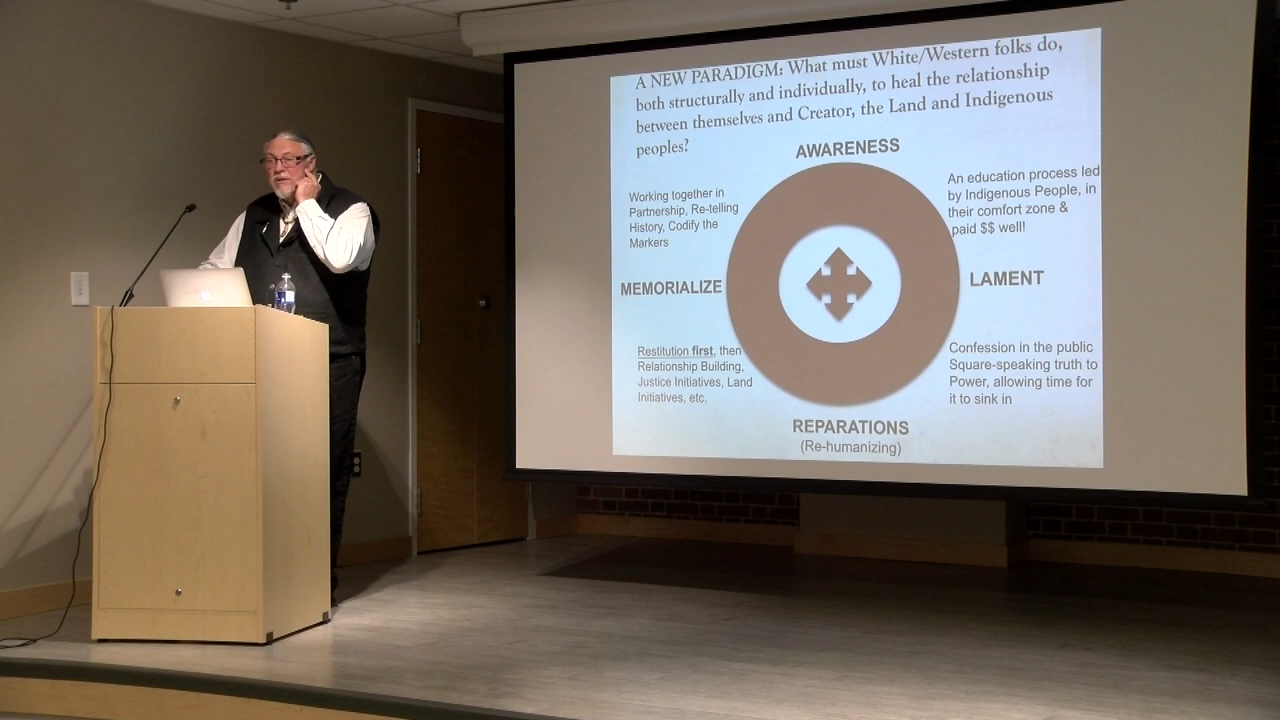 A NEW PARADIGM: What must White/Western folks do,
both structurally and individually, to heal the relationship
between themselves and Creator, the Land and Indigenous
peoples?
AWARENESS
Working together in
Partnership, Re-telling
History, Codify the
Markers
An education process led
by Indigenous People, in
their comfort zone &
paid $$ well!
MEMORIALIZE
LAMENT
Restitution first, then
Relationship Building,
Justice Initiatives, Land
Initiatives, etc.
Confession in the public
Square-speaking truth to
Power, allowing time for
it to sink in
REPARATIONS
(Re-humanizing)